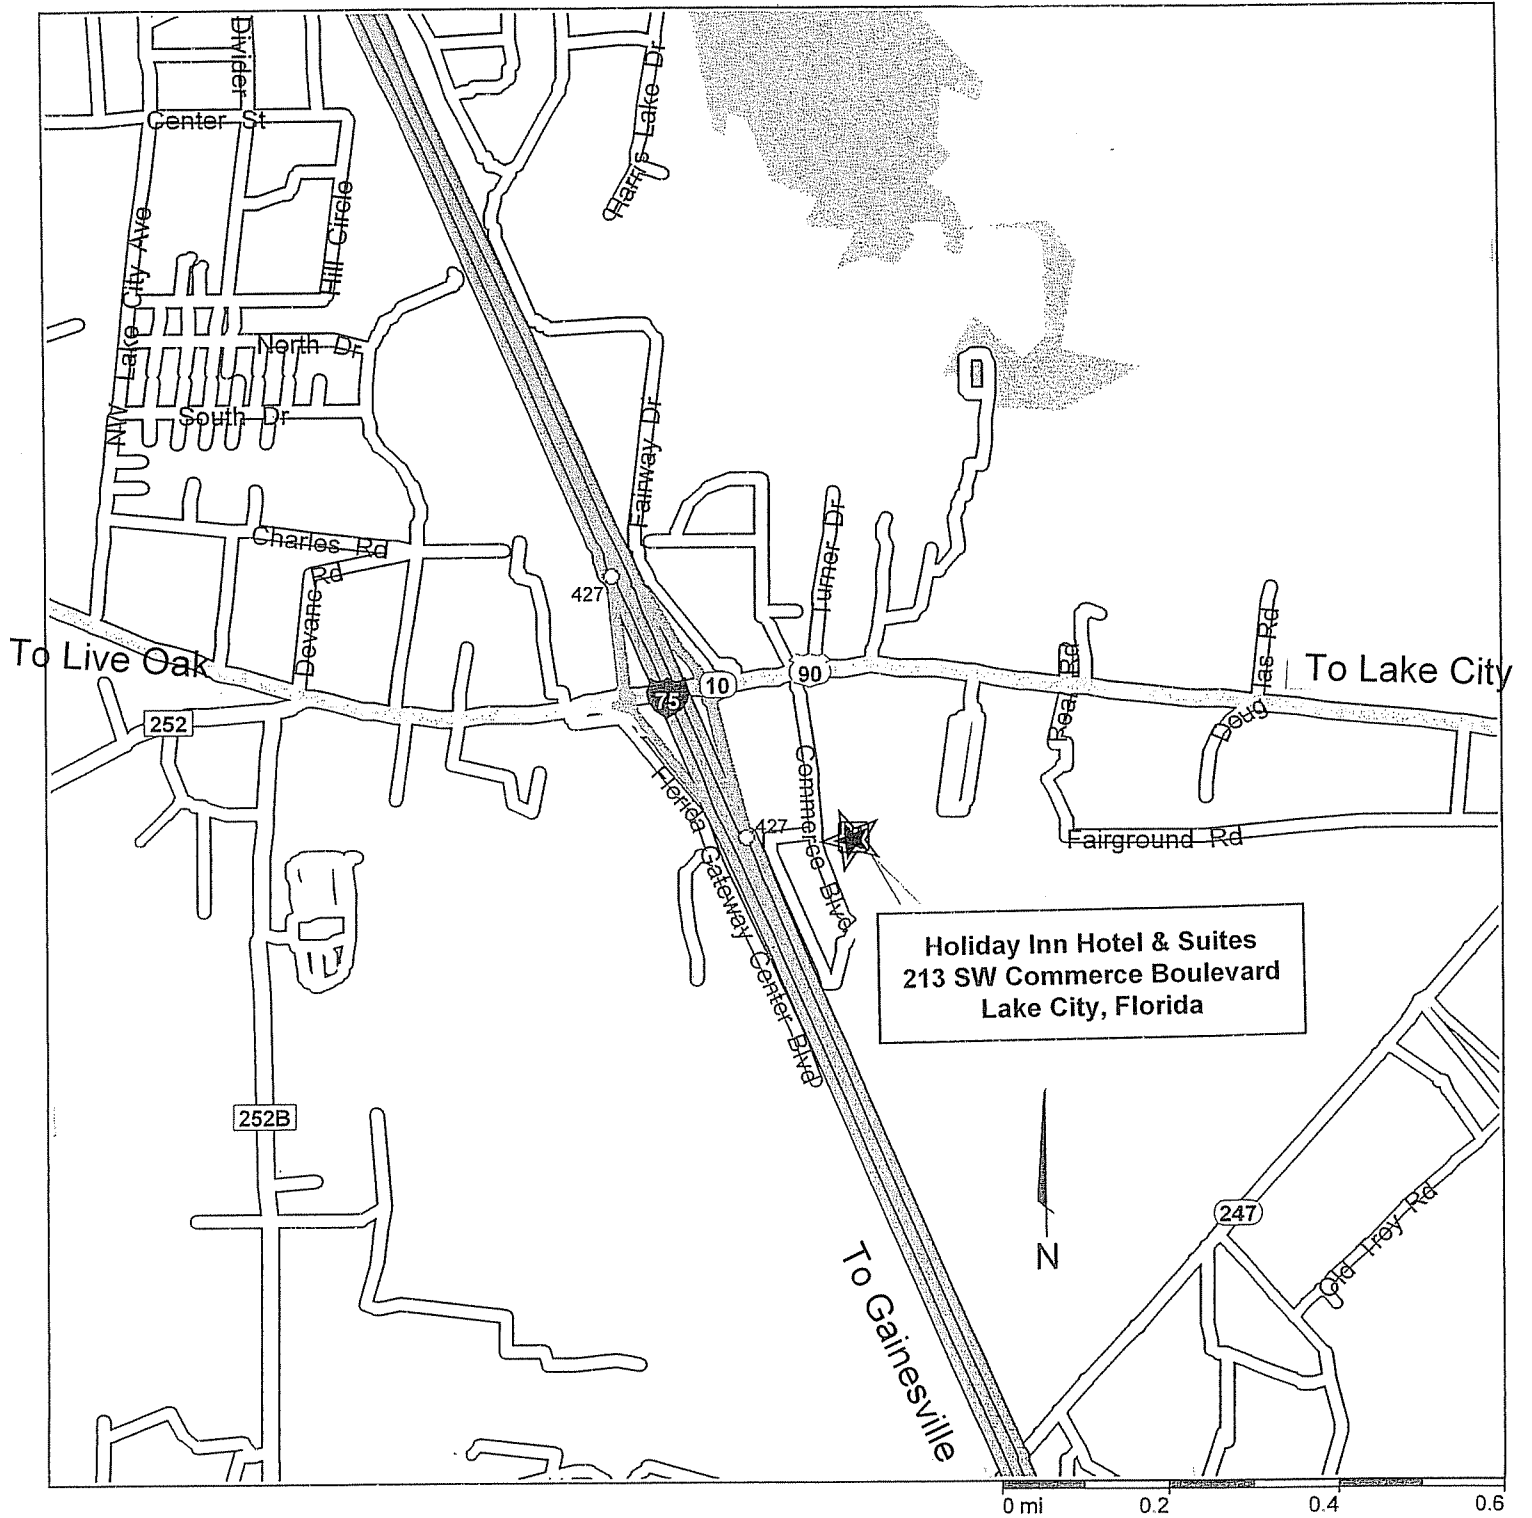 Divider
Center St
Harris Lake Dr
Hill Circle
NW Lake City Ave
North Dr
South Dr
Fairway Dr
Charles Rd
Turner Dr
Devane Rd
427
To Live Oak
75
10
90
Real Rd
Douglas Rd
To Lake City
252
Florida Gateway Center Blvd
Commerce Blvd
427
Fairground Rd
Holiday Inn Hotel & Suites
213 SW Commerce Boulevard
Lake City, Florida
252B
247
Old Troy Rd
N
To Gainesville
0 mi 0.2 0.4 0.6